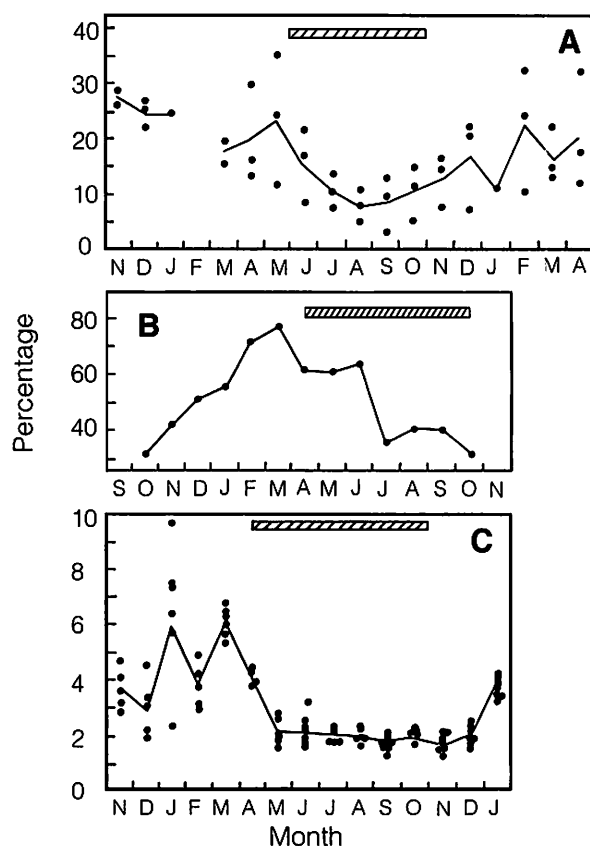 A
40
30
20
10
0
N D J F M A M J J A S O N D J F M A
B
80
60
40
S O N D J F M A M J J A S O N
Percentage
C
10
8
6
4
2
0
N D J F M A M J J A S O N D J
Month